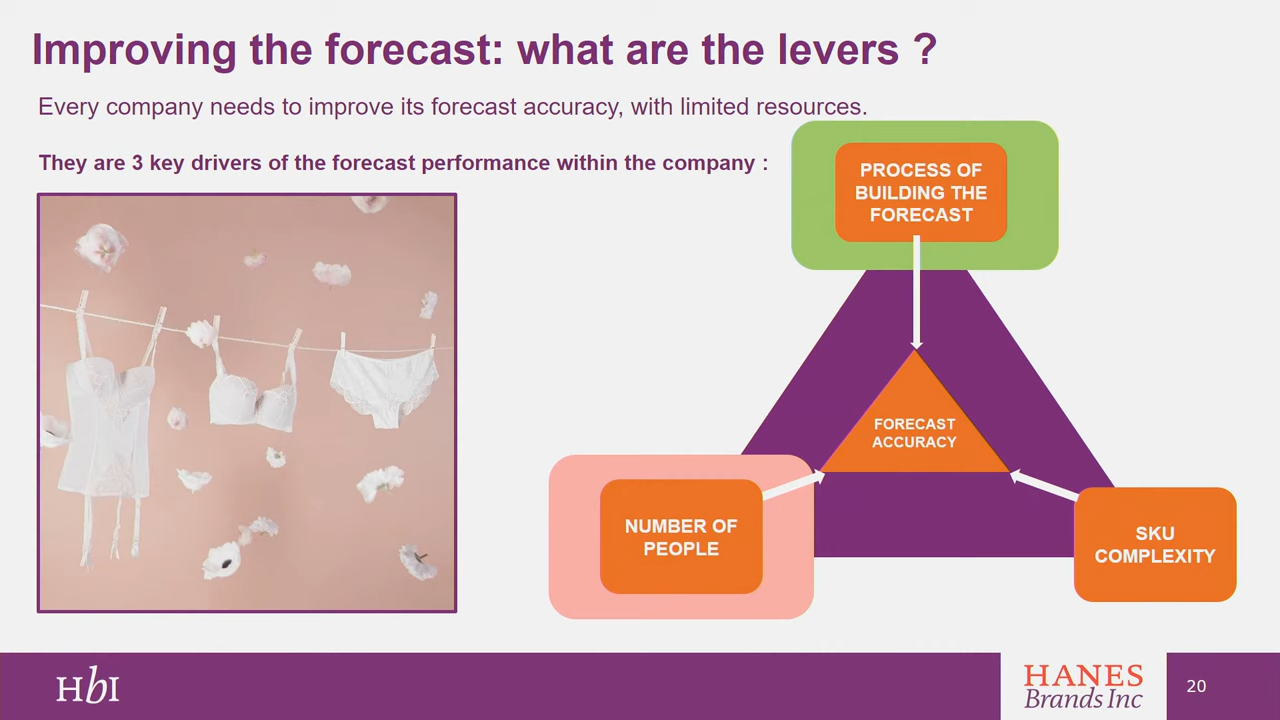 Improving the forecast: what are the levers ?
Every company needs to improve its forecast accuracy, with limited resources.
They are 3 key drivers of the forecast performance within the company :
PROCESS OF
BUILDING THE
FORECAST
FORECAST
ACCURACY
NUMBER OF
PEOPLE
SKU
COMPLEXITY
HbI
HANES
Brands Inc
20